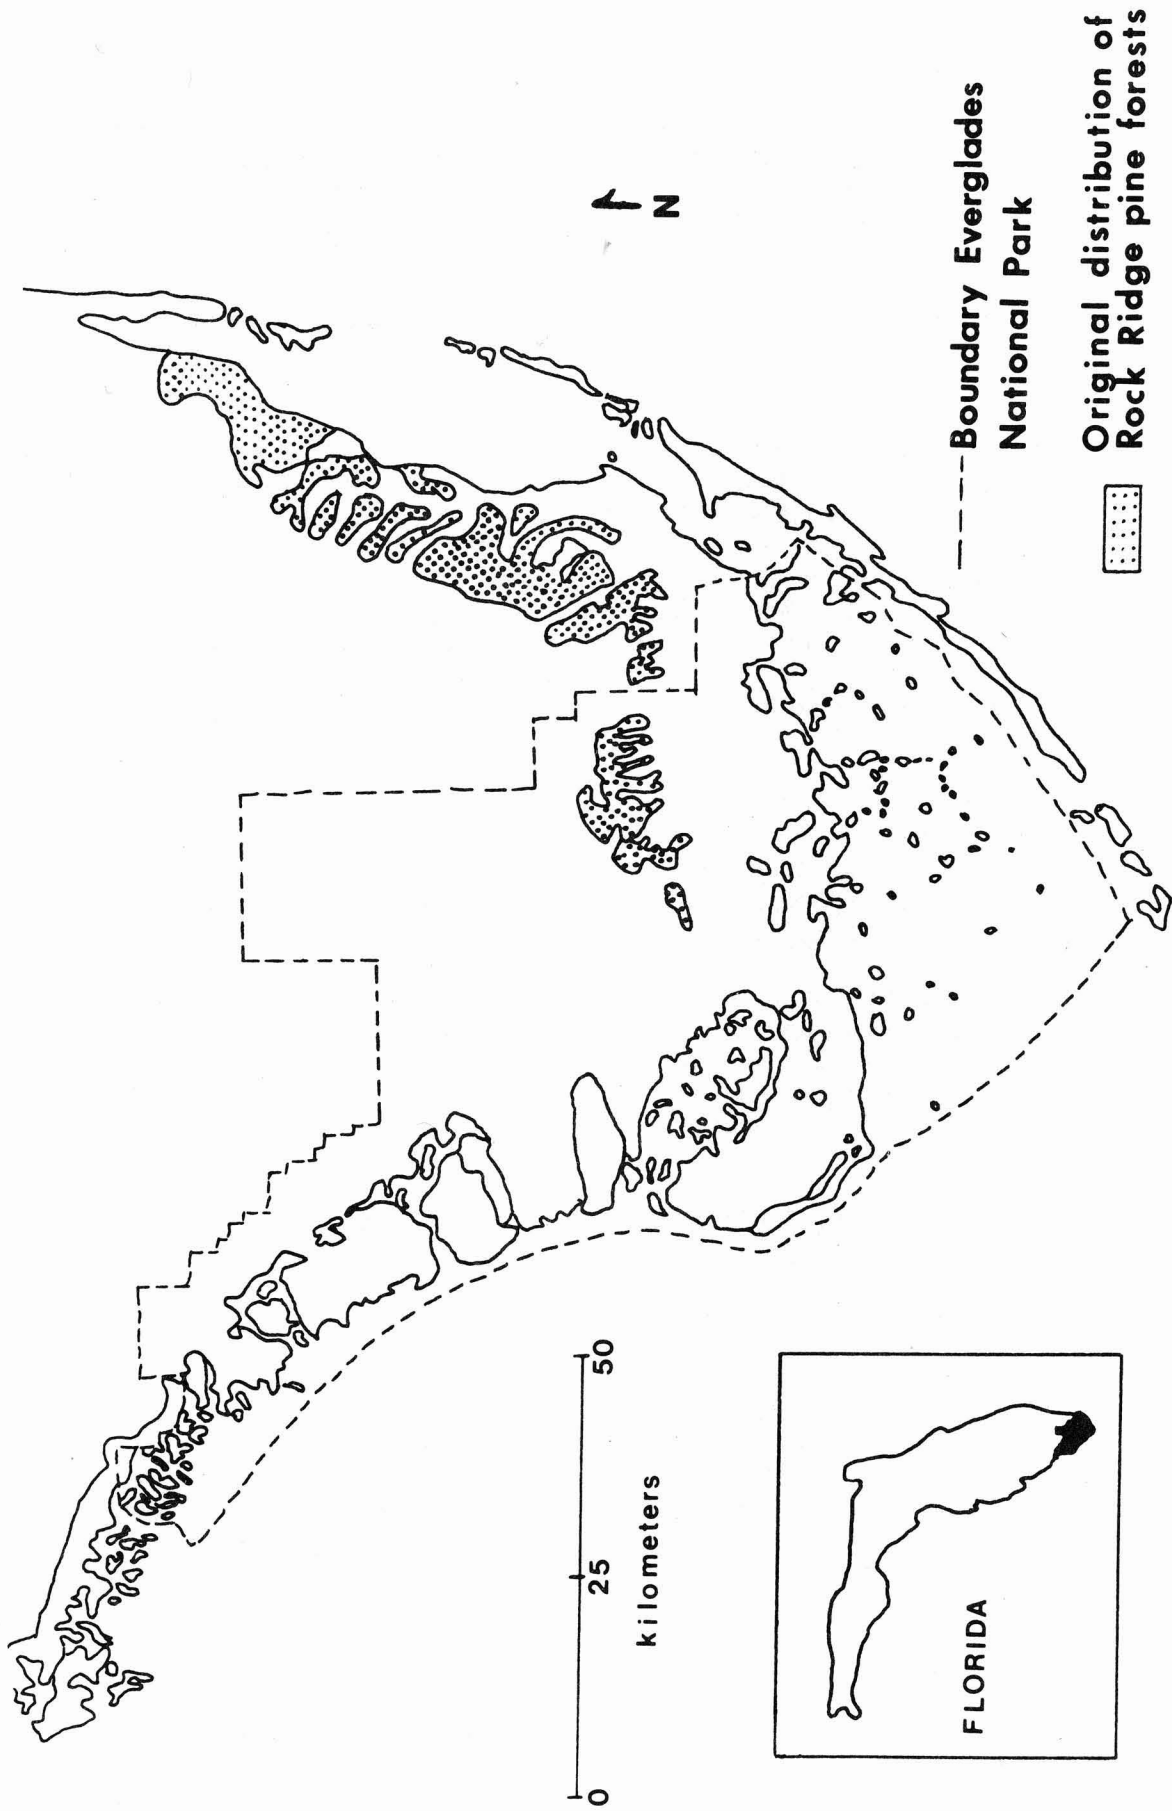 N
Boundary Everglades
National Park
Original distribution of
Rock Ridge pine forests
0
25
50
kilometers
FLORIDA